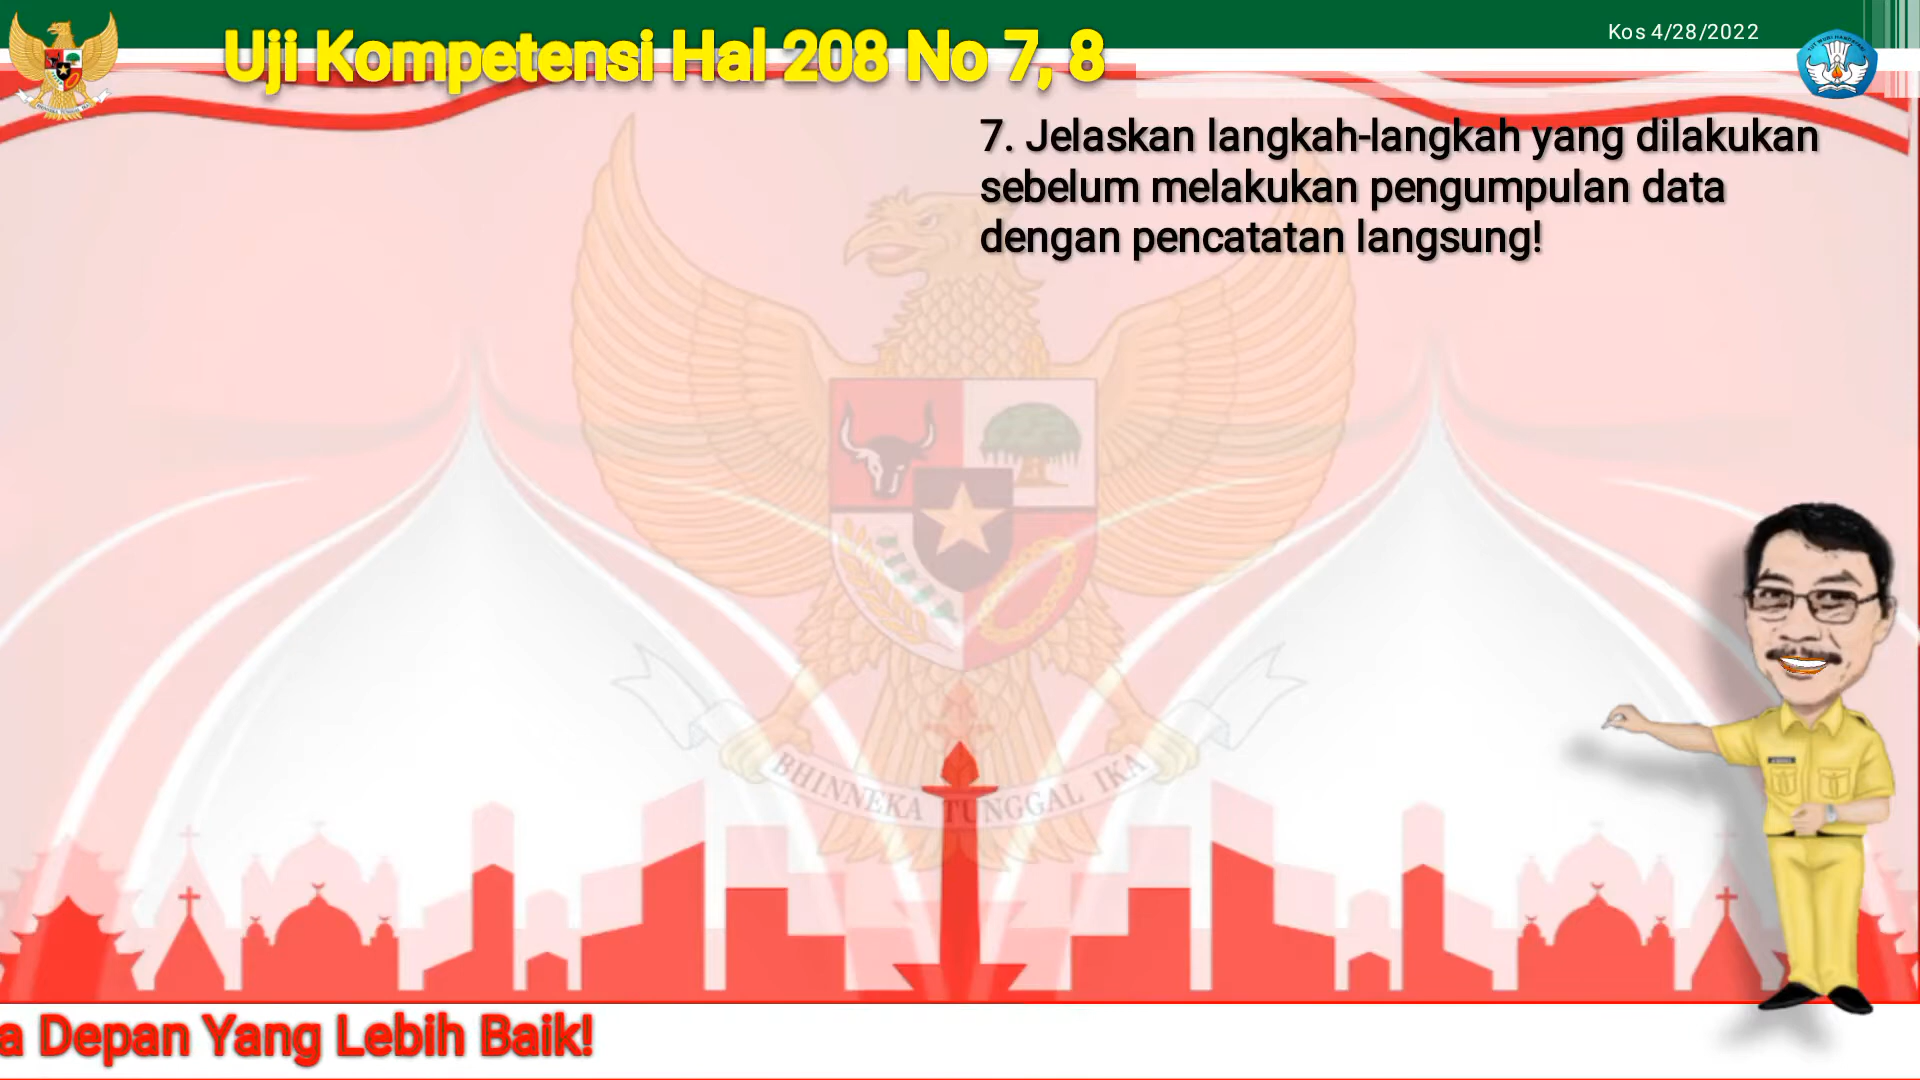 Uji Kompetensi Hal 208 No 7, 8
Kos 4/28/2022
7. Jelaskan langkah-langkah yang dilakukan
sebelum melakukan pengumpulan data
dengan pencatatan langsung!
BHINNEKA TUNGGAL IKA
a Depan Yang Lebih Baik!